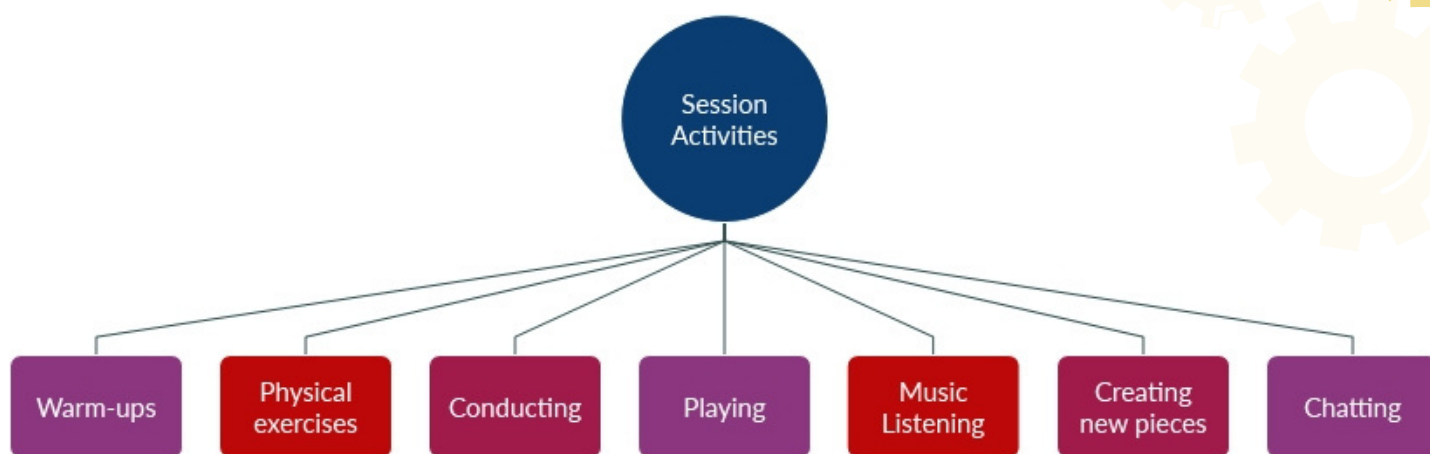 Session
Activities
Warm-ups
Physical
exercises
Conducting
Playing
Music
Listening
Creating
new pieces
Chatting